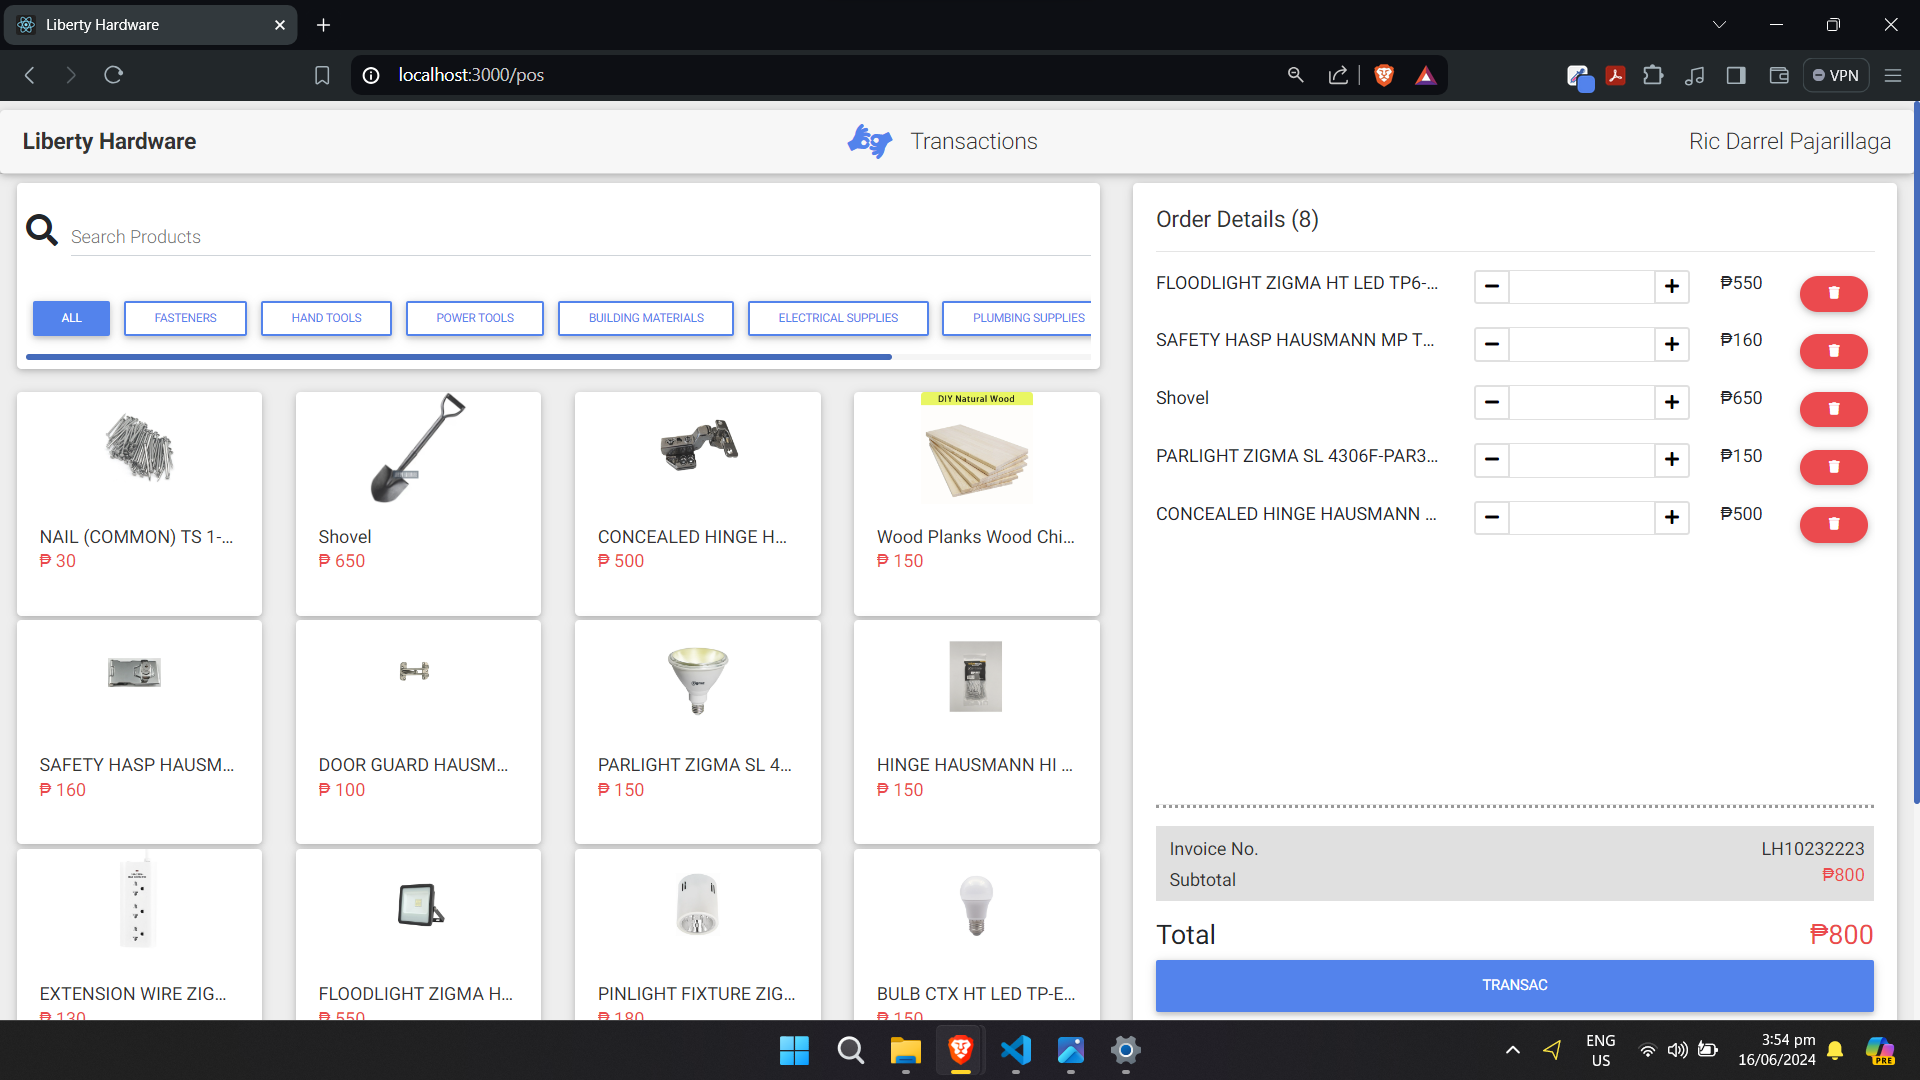 Liberty Hardware
localhost:3000/pos
VPN
Liberty Hardware
Transactions
Ric Darrel Pajarillaga
Search Products
ALL
FASTENERS
HAND TOOLS
POWER TOOLS
BUILDING MATERIALS
ELECTRICAL SUPPLIES
PLUMBING SUPPLIES
DIY Natural Wood
NAIL (COMMON) TS 1-...
₱ 30
Shovel
₱ 650
CONCEALED HINGE H...
₱ 500
Wood Planks Wood Chi...
₱ 150
SAFETY HASP HAUSM...
₱ 160
DOOR GUARD HAUSM...
₱ 100
PARLIGHT ZIGMA SL 4...
₱ 150
HINGE HAUSMANN HI ...
₱ 150
EXTENSION WIRE ZIG...
₱ 130
FLOODLIGHT ZIGMA H...
₱ 550
PINLIGHT FIXTURE ZIG...
₱ 180
BULB CTX HT LED TP-E...
₱ 150
Order Details (8)
FLOODLIGHT ZIGMA HT LED TP6-... ₱550
SAFETY HASP HAUSMANN MP T... ₱160
Shovel ₱650
PARLIGHT ZIGMA SL 4306F-PAR3... ₱150
CONCEALED HINGE HAUSMANN ... ₱500
Invoice No. LH10232223
Subtotal ₱800
Total ₱800
TRANSAC
ENG
US
3:54 pm
16/06/2024
PRE